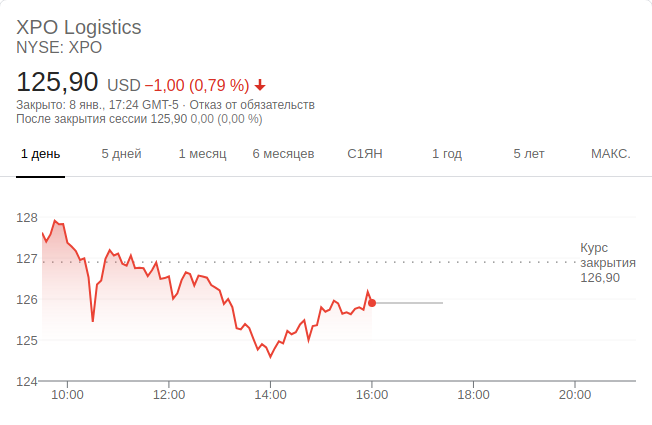 XPO Logistics
NYSE: XPO
125,90 USD −1,00 (0,79 %)
Закрыто: 8 янв., 17:24 GMT-5 · Отказ от обязательств
После закрытия сессии 125,90 0,00 (0,00 %)
1 день 5 дней 1 месяц 6 месяцев С1ЯН 1 год 5 лет МАКС.
128
127
126
125
124
Курс
закрытия
126,90
10:00 12:00 14:00 16:00 18:00 20:00